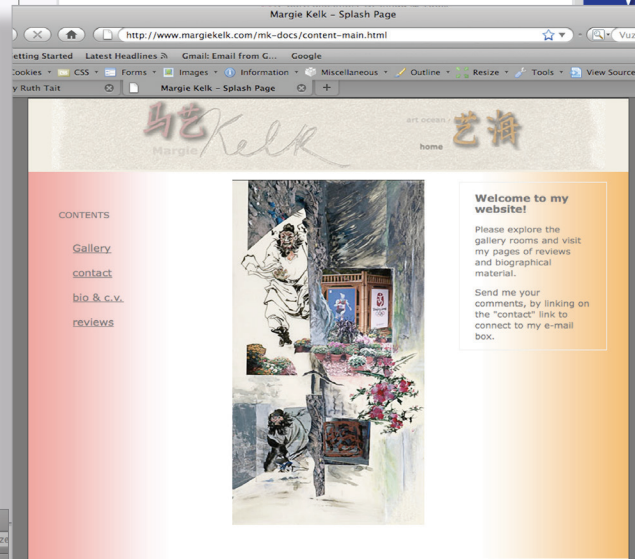 Margie Kelk – Splash Page
http://www.margiekelk.com/mk-docs/content-main.html
Vuz
etting Started Latest Headlines Gmail: Email from G... Google
Cookies CSS Forms Images Information Miscellaneous Outline Resize Tools View Source
y Ruth Tait Margie Kelk – Splash Page
马艺 Kelk
Margie
art ocean 艺海
home
CONTENTS
Gallery
contact
bio & c.v.
reviews
Welcome to my
website!
Please explore the
gallery rooms and visit
my pages of reviews
and biographical
material.
Send me your
comments, by linking on
the "contact" link to
connect to my e-mail
box.